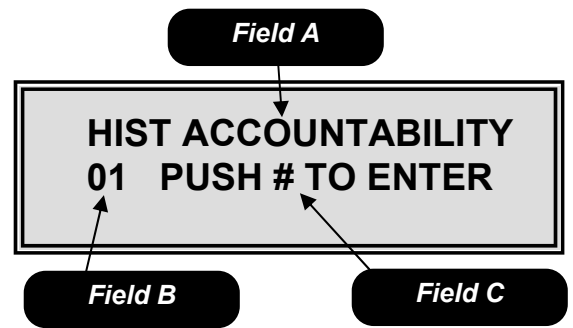 Field A
HIST ACCOUNTABILITY
01 PUSH # TO ENTER
Field B
Field C